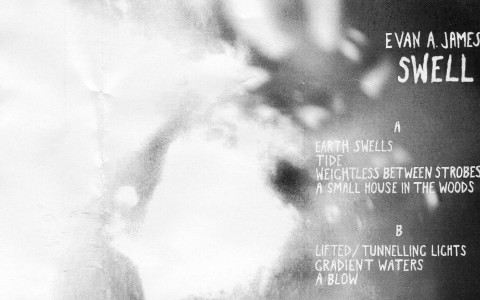 EVAN A. JAMES
SWELL
A
EARTH SWELLS
TIDE
WEIGHTLESS BETWEEN STROBES
A SMALL HOUSE IN THE WOODS
B
LIFTED/TUNNELLING LIGHTS
GRADIENT WATERS
A BLOW